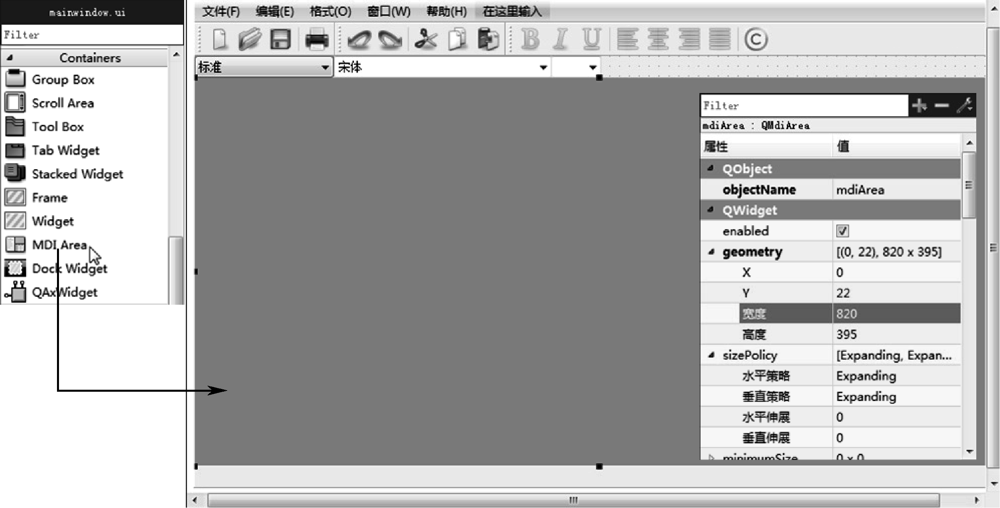 mainwindow.ui
Filter
Containers
Group Box
Scroll Area
Tool Box
Tab Widget
Stacked Widget
Frame
Widget
MDI Area
Dock Widget
QAxWidget
文件(F) 编辑(E) 格式(O) 窗口(W) 帮助(H) 在这里输入
B I U ©
标准 宋体
Filter
mdiArea : QMdiArea
属性 值
QObject
objectName mdiArea
QWidget
enabled
geometry [(0, 22), 820 x 395]
X 0
Y 22
宽度 820
高度 395
sizePolicy [Expanding, Expan...
水平策略 Expanding
垂直策略 Expanding
水平伸展 0
垂直伸展 0
minimumSize 0 x 0